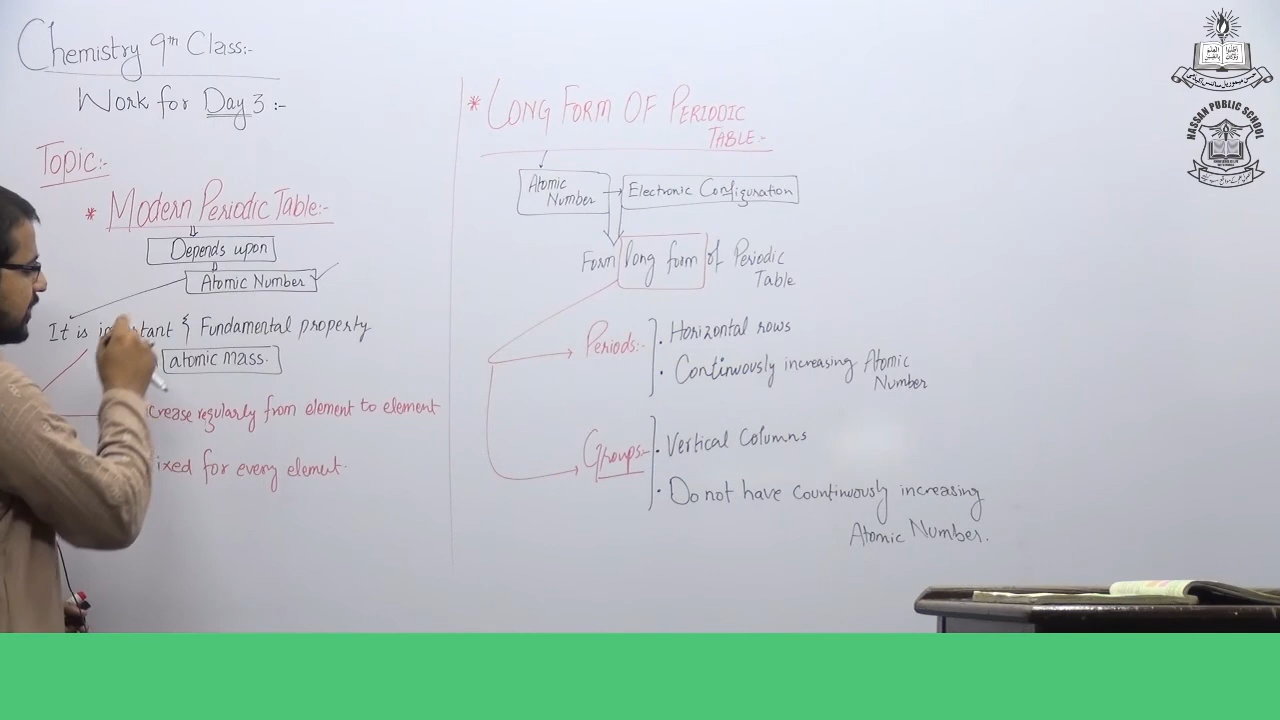 Chemistry 9th Class:-
Work for Day 3 :-
Topic:-
* Modern Periodic Table:-
Depends upon
Atomic Number
It is & Fundamental property
atomic mass.
crease regularly from element to element
ixed for every element.
* LONG FORM OF PERIODIC
TABLE:-
Atomic
Number
Electronic Configuration
Form long form of Periodic
Table
Periods:-
. Horizontal rows
. Continuously increasing Atomic
Number
Groups:-
. Vertical Columns
. Do not have countinuously increasing
Atomic Number.
HASSAN PUBLIC SCHOOL